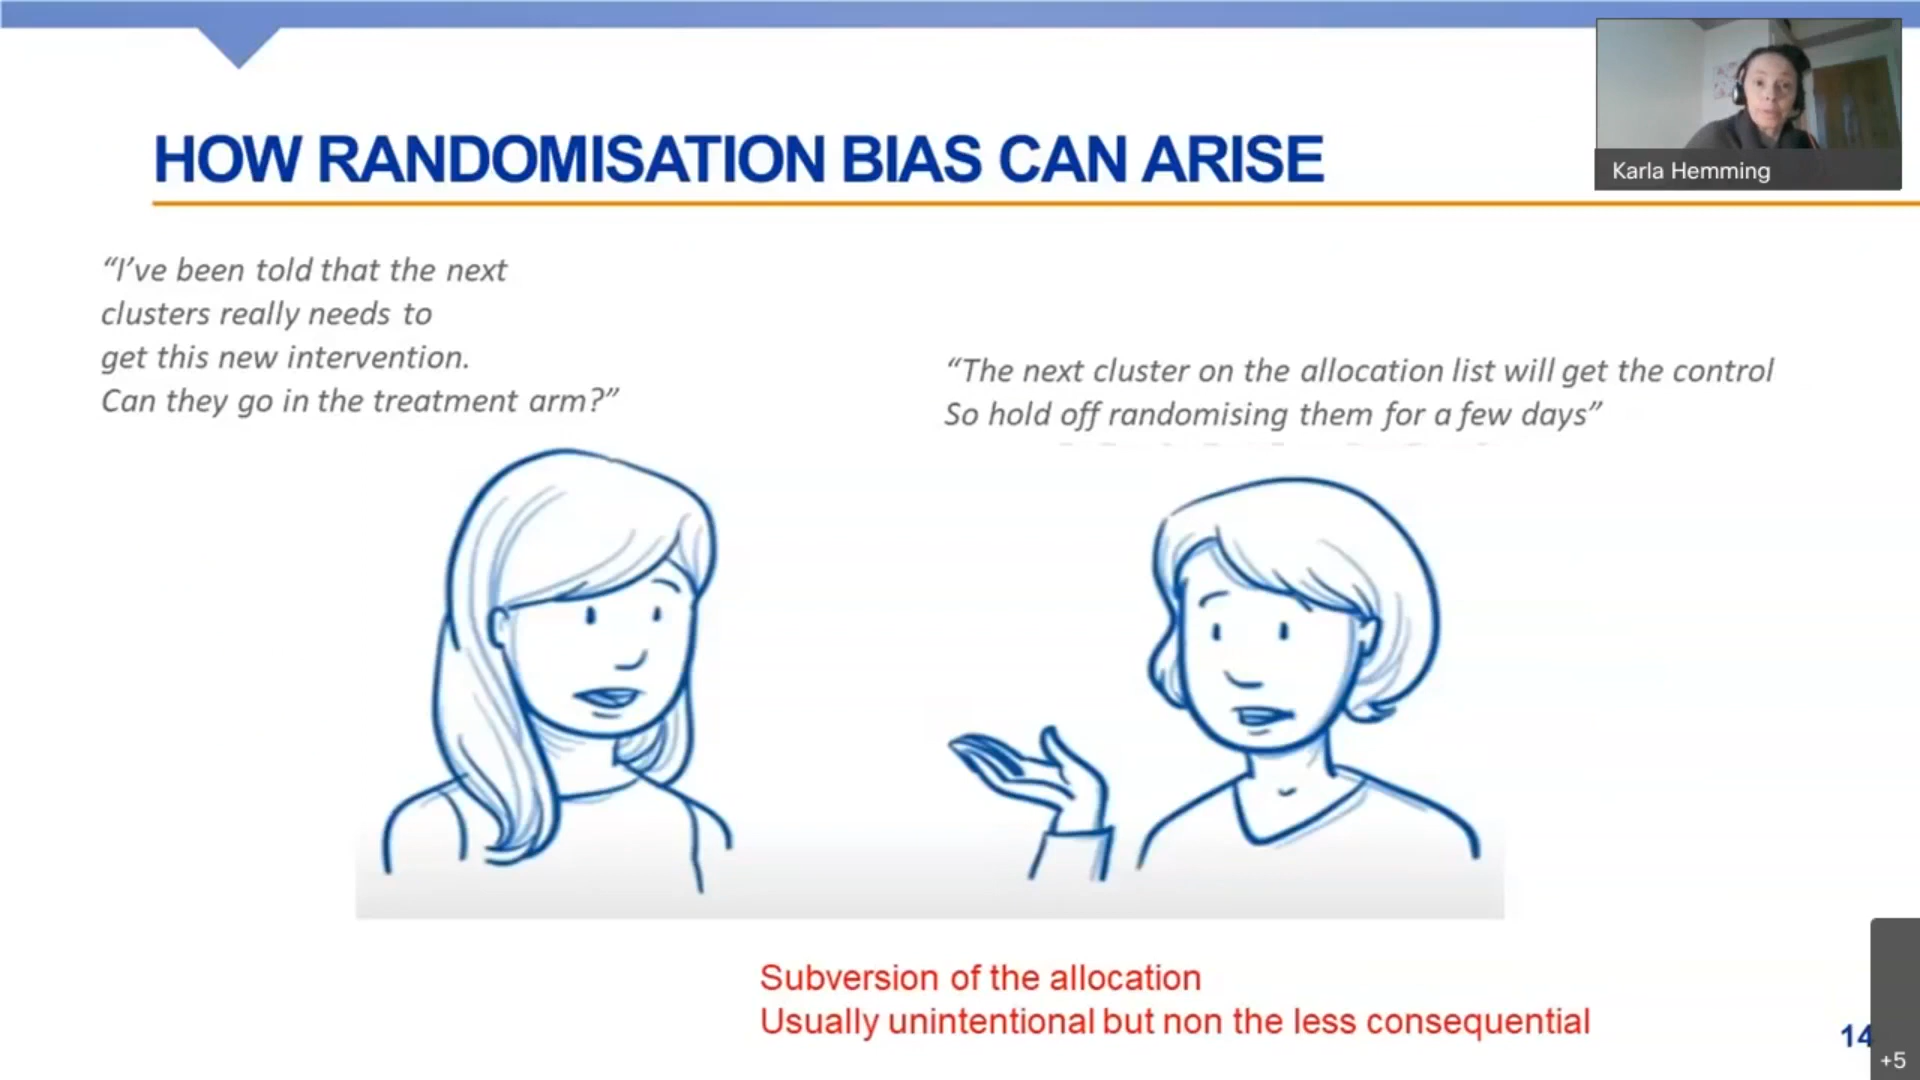 HOW RANDOMISATION BIAS CAN ARISE
Karla Hemming
“I’ve been told that the next
clusters really needs to
get this new intervention.
Can they go in the treatment arm?”
“The next cluster on the allocation list will get the control
So hold off randomising them for a few days”
Subversion of the allocation
Usually unintentional but non the less consequential
14
+5